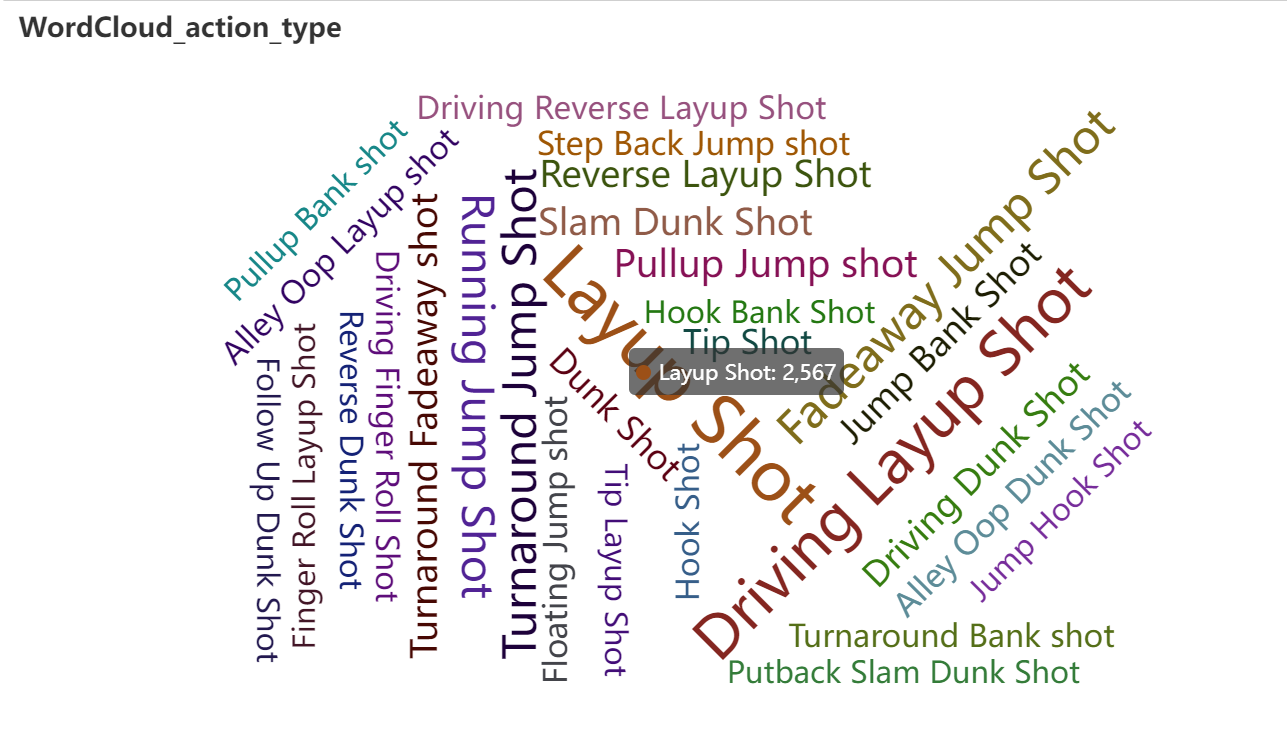 WordCloud_action_type
Driving Reverse Layup Shot
Step Back Jump shot
Reverse Layup Shot
Slam Dunk Shot
Pullup Jump shot
Hook Bank Shot
Tip Shot
Layup Shot: 2,567
Layup Shot
Pullup Bank shot
Alley Oop Layup shot
Follow Up Dunk Shot
Finger Roll Layup Shot
Reverse Dunk Shot
Driving Finger Roll Shot
Turnaround Fadeaway shot
Running Jump Shot
Turnaround Jump Shot
Floating Jump shot
Dunk Shot
Tip Layup Shot
Hook Shot
Fadeaway Jump Shot
Jump Bank Shot
Driving Layup Shot
Driving Dunk Shot
Alley Oop Dunk Shot
Jump Hook Shot
Turnaround Bank shot
Putback Slam Dunk Shot